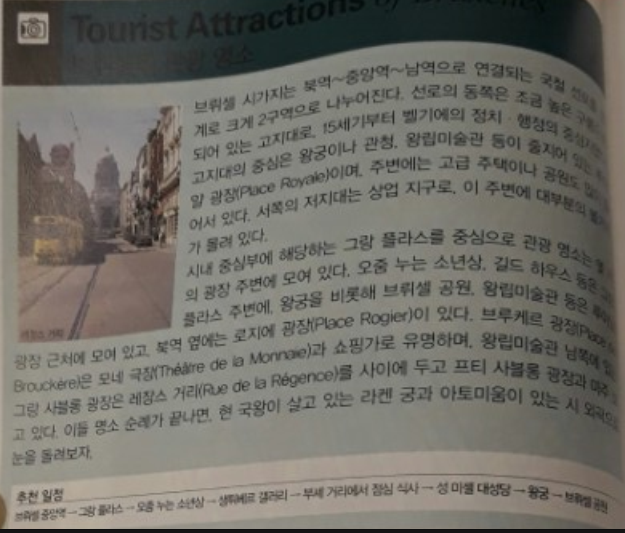 Tourist Attractions of Brussels
관광 명소
브뤼셀 시가지는 북역~중앙역~남역으로 연결되는 국철 선로를
계로 크게 2구역으로 나누어진다. 선로의 동쪽은 조금 높은
되어 있는 고지대로, 15세기부터 벨기에의 정치 · 행정의 중심지
고지대의 중심은 왕궁이나 관청, 왕립미술관 등이 줄지어 있는
말 광장(Place Royale)이며, 주변에는 고급 주택이나 공원도
어서 있다. 서쪽의 저지대는 상업 지구로, 이 주변에 대부분의
가 몰려 있다.
시내 중심부에 해당하는 그랑 플라스를 중심으로 관광 명소는
의 광장 주변에 모여 있다. 오줌 누는 소년상, 길드 하우스 등은
플라스 주변에, 왕궁을 비롯해 브뤼셀 공원, 왕립미술관 등은
레장스 거리
광장 근처에 모여 있고, 북역 옆에는 로지에 광장(Place Rogier)이 있다. 브루케르 광장(Place
Brouckère)은 모네 극장(Théâtre de la Monnaie)과 쇼핑가로 유명하며, 왕립미술관 남쪽에
그랑 사블롱 광장은 레장스 거리(Rue de la Régence)를 사이에 두고 프티 사블롱 광장과 마주
고 있다. 이들 명소 순례가 끝나면, 현 국왕이 살고 있는 라켄 궁과 아토미움이 있는 시 외곽으로
눈을 돌려보자.
추천 일정
브뤼셀 중앙역 → 그랑 플라스 → 오줌 누는 소년상 → 생튀베르 갤러리 → 부셰 거리에서 점심 식사 → 성 미셸 대성당 → 왕궁 → 브뤼셀 공원